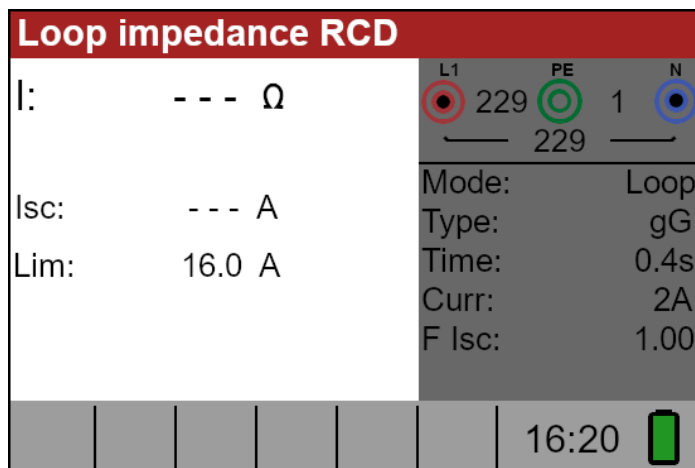 Loop impedance RCD
I: - - - Ω
Isc: - - - A
Lim: 16.0 A
L1 PE N
229 1
229
Mode: Loop
Type: gG
Time: 0.4s
Curr: 2A
F Isc: 1.00
16:20